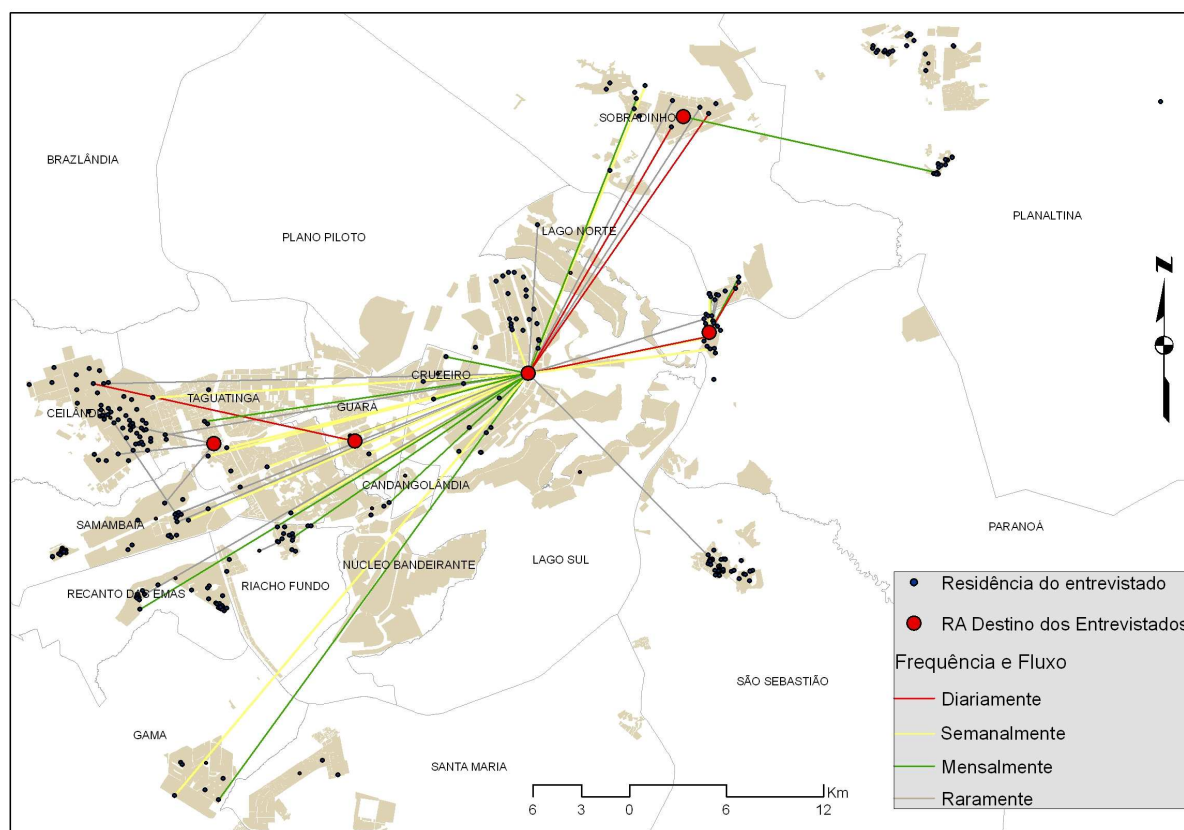 SOBRADINHO
BRAZLÂNDIA
PLANALTINA
PLANO PILOTO
LAGO NORTE
N
CRUZEIRO
TAGUATINGA
GUARÁ
CEILÂNDIA
CANDANGOLÂNDIA
SAMAMBAIA
PARANOÁ
NÚCLEO BANDEIRANTE
LAGO SUL
RIACHO FUNDO
RECANTO DAS EMAS
Residência do entrevistado
RA Destino dos Entrevistados
Frequência e Fluxo
SÃO SEBASTIÃO
Diariamente
Semanalmente
GAMA
SANTA MARIA
Mensalmente
Raramente
Km
6 3 0 6 12